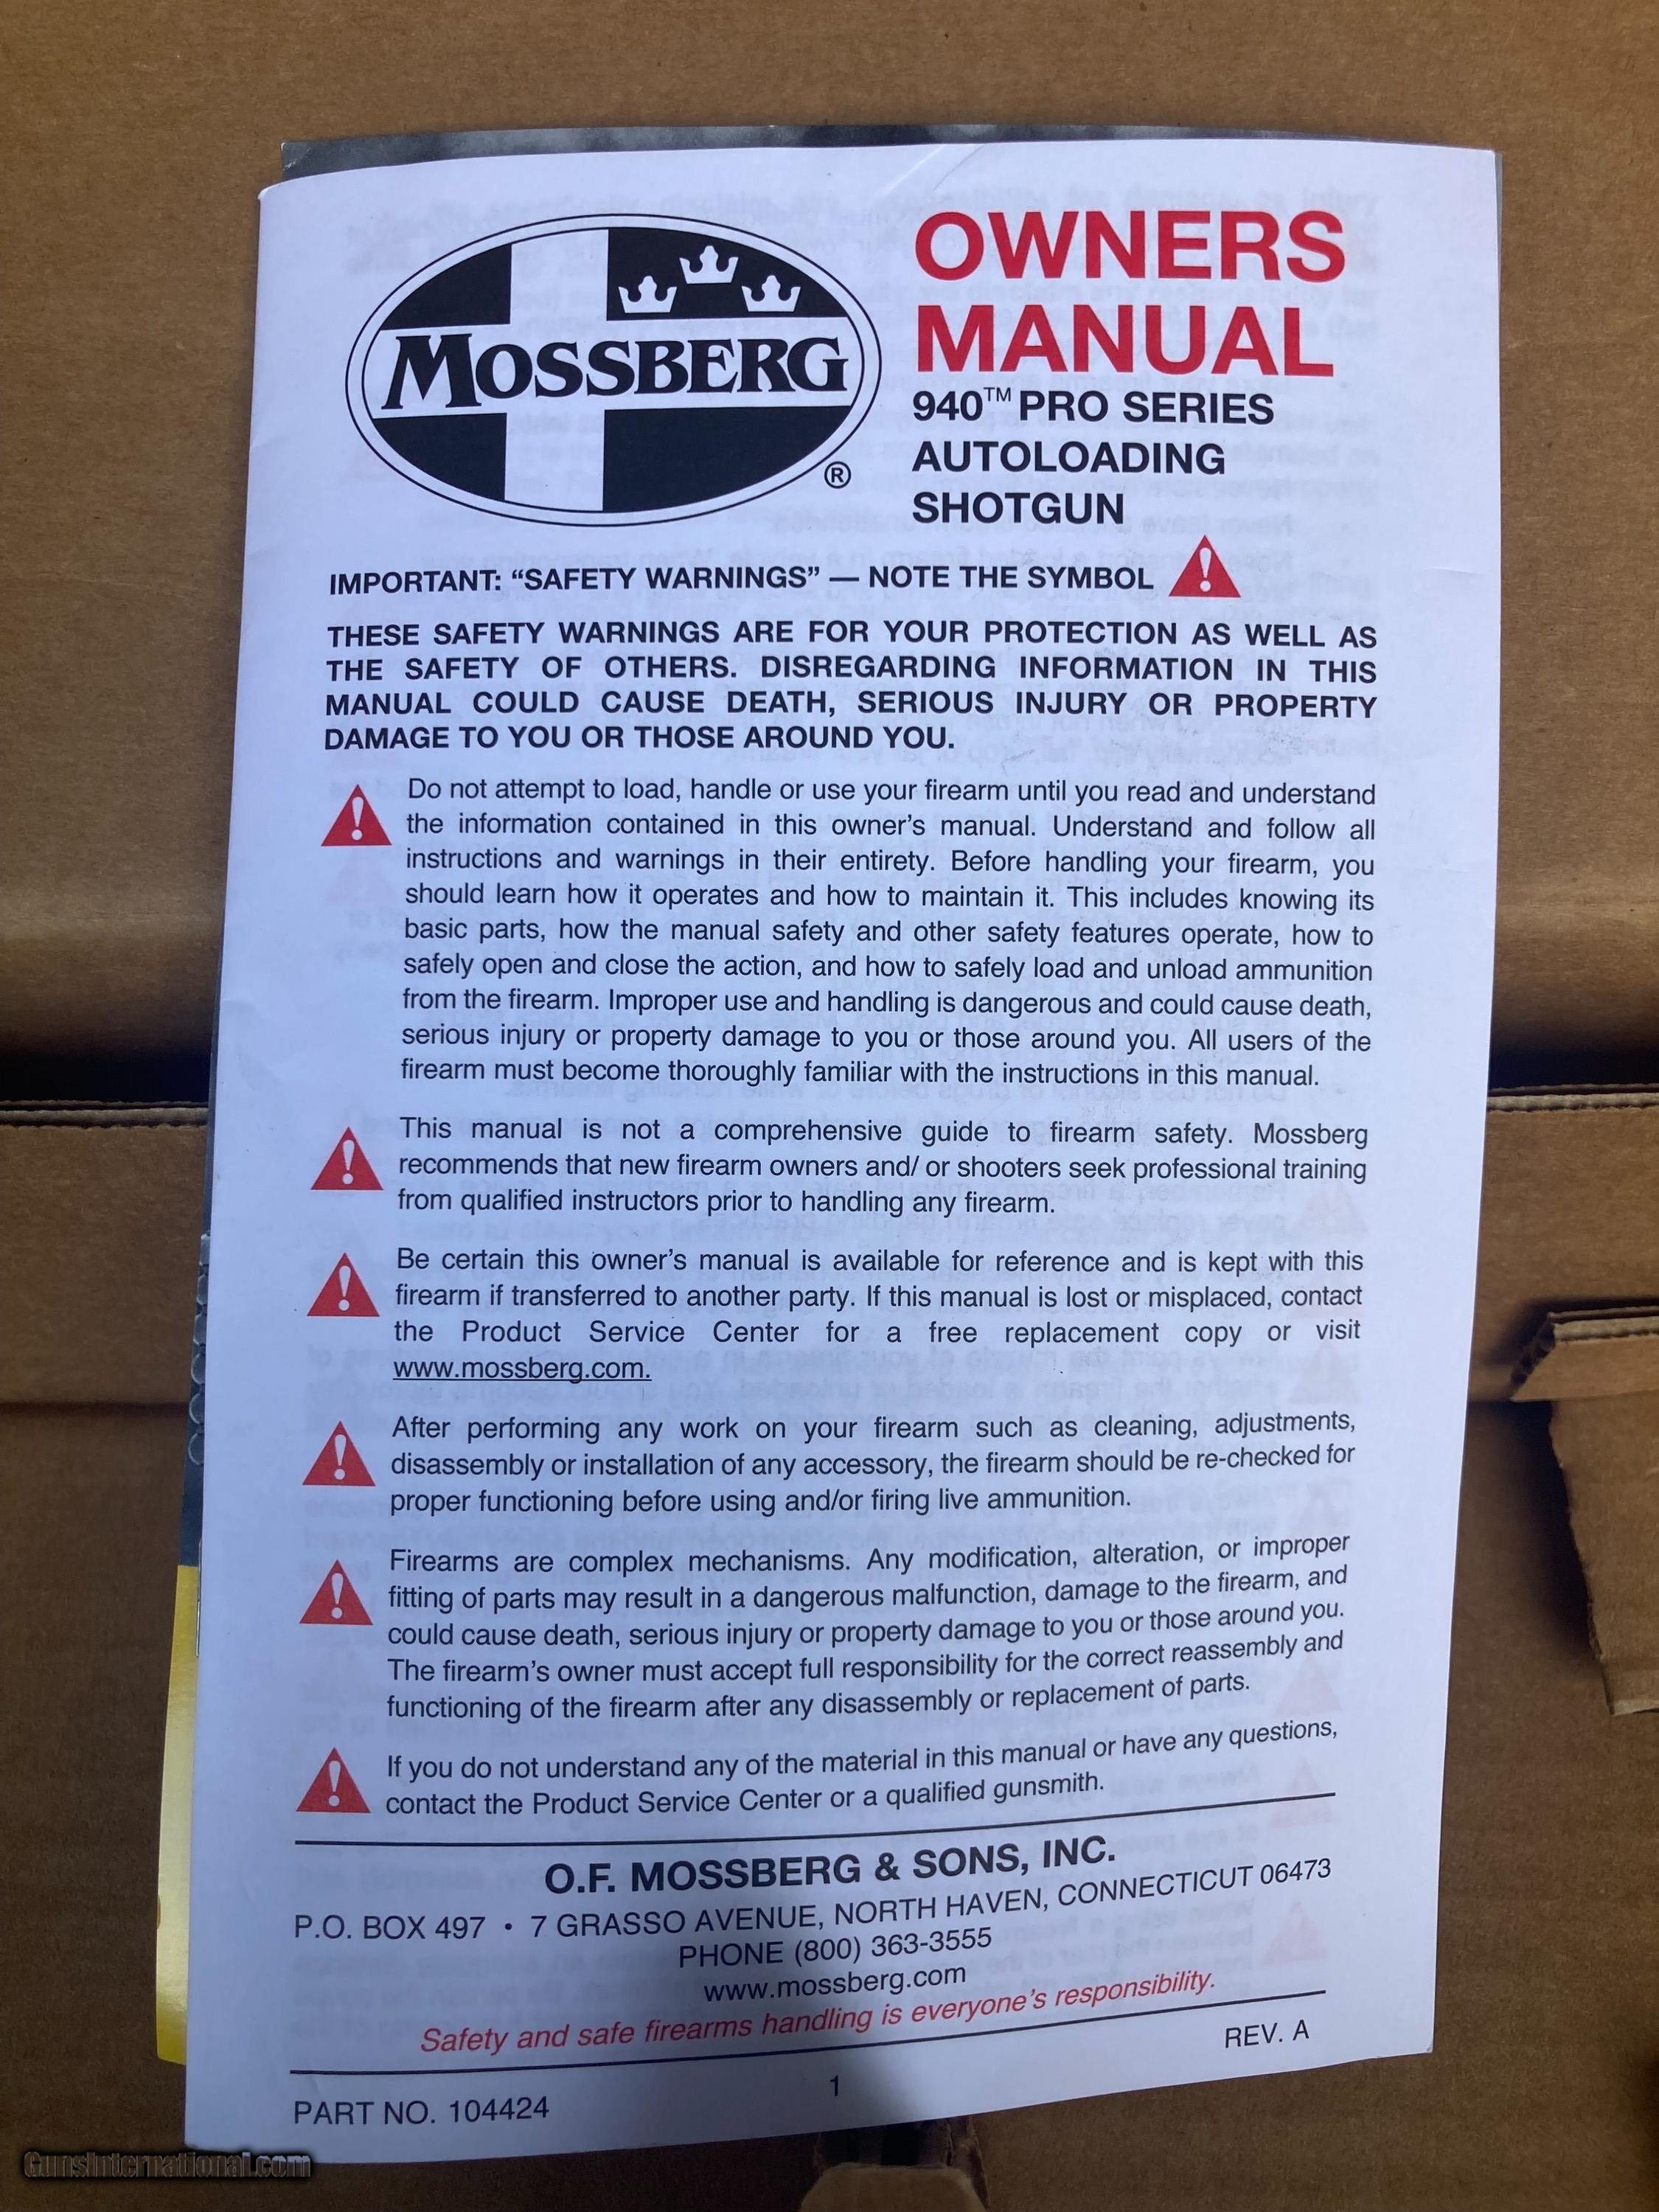 MOSSBERG
®
OWNERS
MANUAL
940™ PRO SERIES
AUTOLOADING
SHOTGUN
IMPORTANT: “SAFETY WARNINGS” — NOTE THE SYMBOL
THESE SAFETY WARNINGS ARE FOR YOUR PROTECTION AS WELL AS
THE SAFETY OF OTHERS. DISREGARDING INFORMATION IN THIS
MANUAL COULD CAUSE DEATH, SERIOUS INJURY OR PROPERTY
DAMAGE TO YOU OR THOSE AROUND YOU.
Do not attempt to load, handle or use your firearm until you read and understand
the information contained in this owner’s manual. Understand and follow all
instructions and warnings in their entirety. Before handling your firearm, you
should learn how it operates and how to maintain it. This includes knowing its
basic parts, how the manual safety and other safety features operate, how to
safely open and close the action, and how to safely load and unload ammunition
from the firearm. Improper use and handling is dangerous and could cause death,
serious injury or property damage to you or those around you. All users of the
firearm must become thoroughly familiar with the instructions in this manual.
This manual is not a comprehensive guide to firearm safety. Mossberg
recommends that new firearm owners and/ or shooters seek professional training
from qualified instructors prior to handling any firearm.
Be certain this owner’s manual is available for reference and is kept with this
firearm if transferred to another party. If this manual is lost or misplaced, contact
the Product Service Center for a free replacement copy or visit
www.mossberg.com.
After performing any work on your firearm such as cleaning, adjustments,
disassembly or installation of any accessory, the firearm should be re-checked for
proper functioning before using and/or firing live ammunition.
Firearms are complex mechanisms. Any modification, alteration, or improper
fitting of parts may result in a dangerous malfunction, damage to the firearm, and
could cause death, serious injury or property damage to you or those around you.
The firearm’s owner must accept full responsibility for the correct reassembly and
functioning of the firearm after any disassembly or replacement of parts.
If you do not understand any of the material in this manual or have any questions,
contact the Product Service Center or a qualified gunsmith.
O.F. MOSSBERG & SONS, INC.
P.O. BOX 497 • 7 GRASSO AVENUE, NORTH HAVEN, CONNECTICUT 06473
PHONE (800) 363-3555
www.mossberg.com
Safety and safe firearms handling is everyone’s responsibility.
REV. A
1
PART NO. 104424
GunsInternational.com